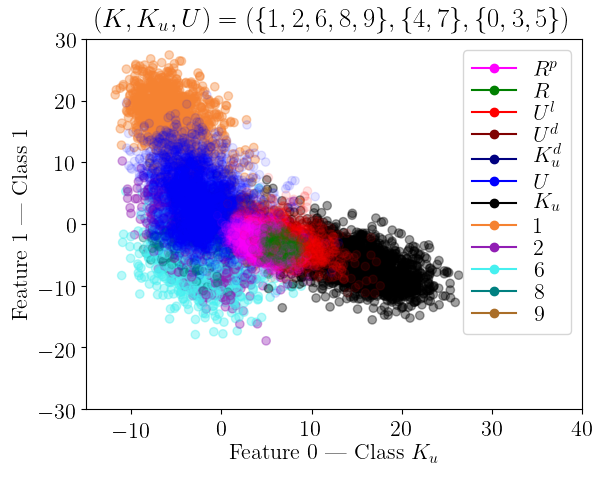 (K, K_u, U) = ({1, 2, 6, 8, 9}, {4, 7}, {0, 3, 5})
30
20
10
0
−10
−20
−30
Feature 1 — Class 1
−10 0 10 20 30 40
Feature 0 — Class K_u
R^p
R
U^l
U^d
K_u^d
U
K_u
1
2
6
8
9